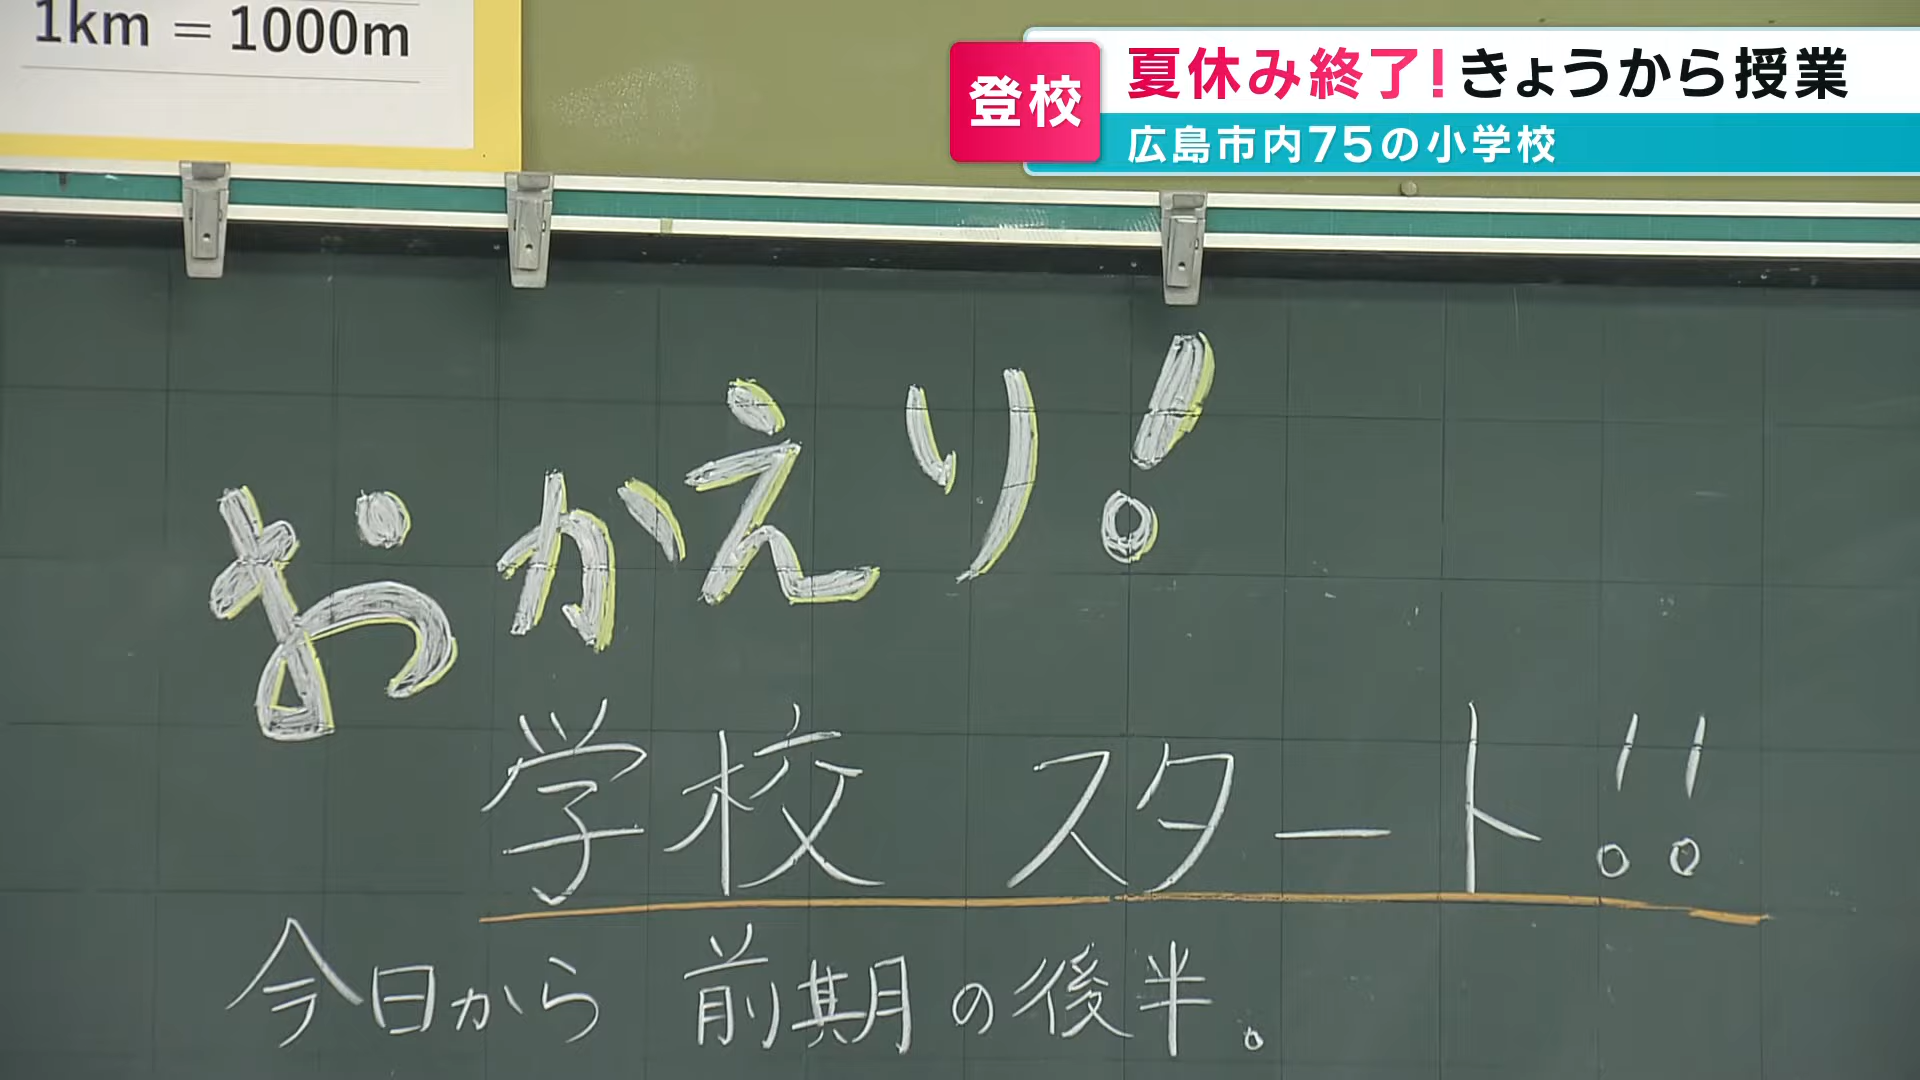 1km = 1000m
登校
夏休み終了！きょうから授業
広島市内75の小学校
おかえり！
学校 スタート!!
今日から 前期の後半。